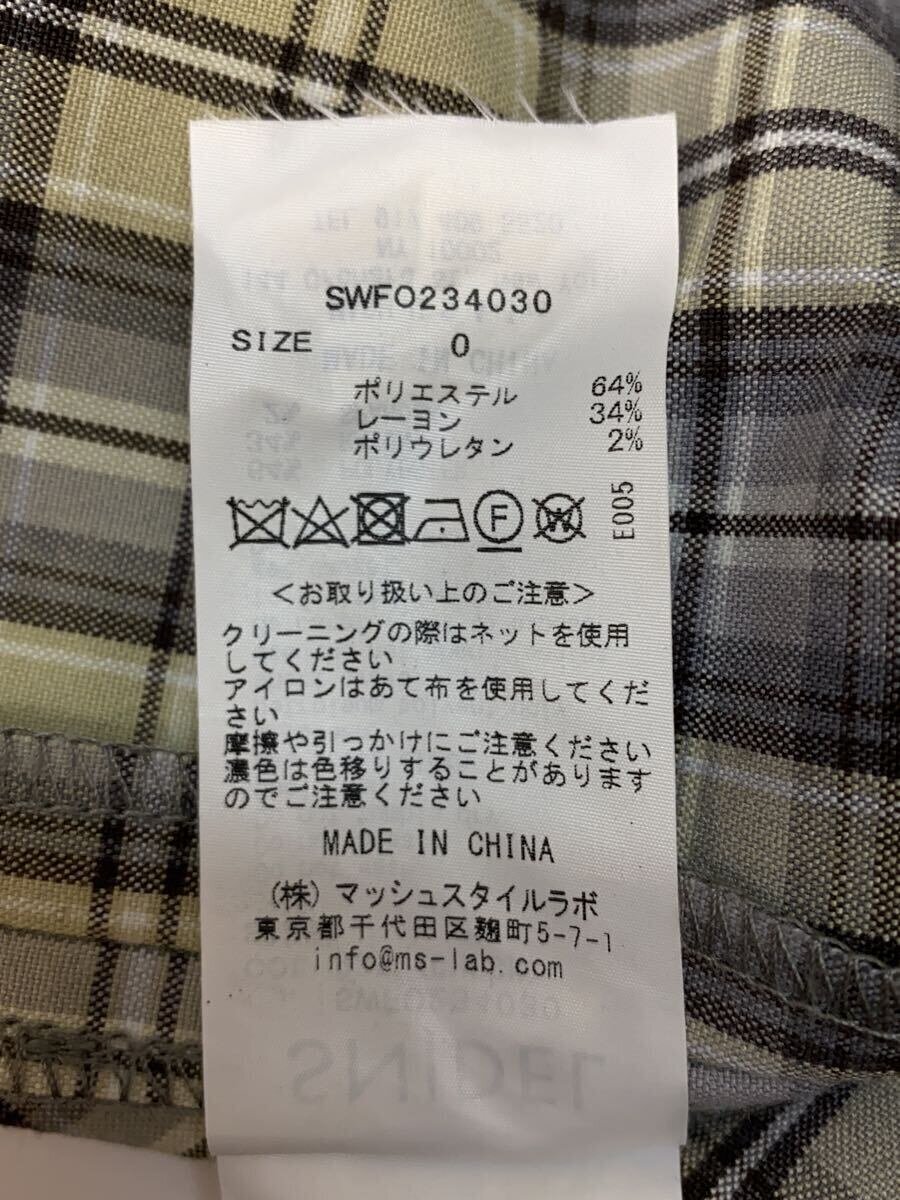 SWFO234030
SIZE 0
ポリエステル 64%
レーヨン 34%
ポリウレタン 2%
F W E005
<お取り扱い上のご注意>
クリーニングの際はネットを使用
してください
アイロンはあて布を使用してくだ
さい
摩擦や引っかけにご注意ください
濃色は色移りすることがあります
のでご注意ください
MADE IN CHINA
(株) マッシュスタイルラボ
東京都千代田区麹町5-7-1
info@ms-lab.com
SWFO234030
SNIDEL